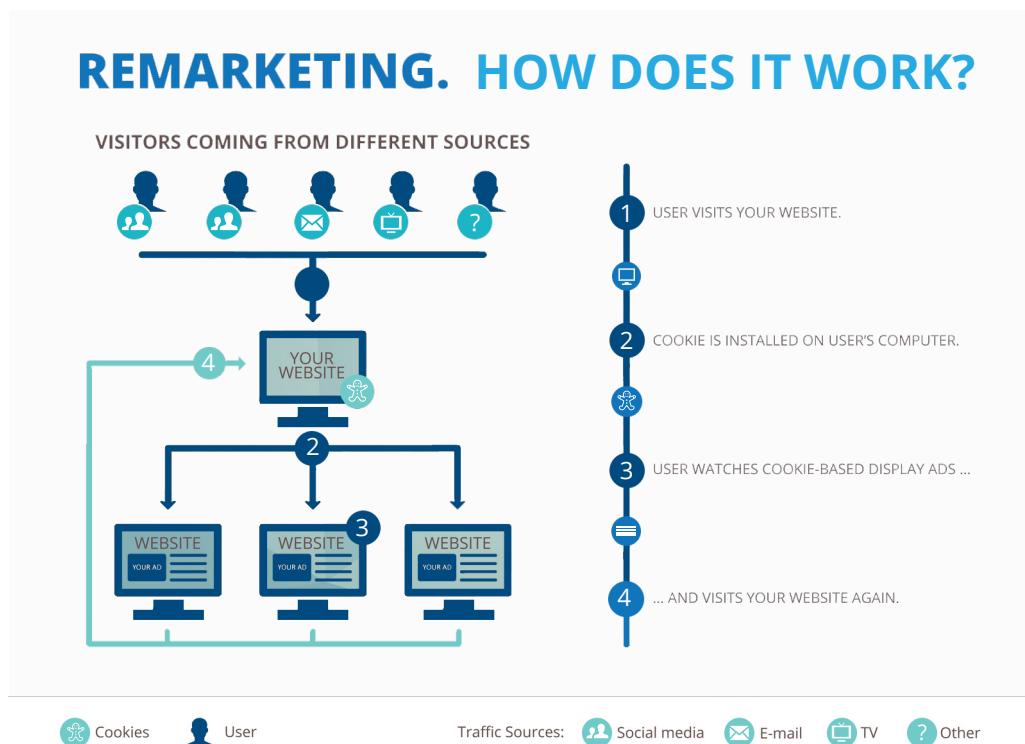 REMARKETING. HOW DOES IT WORK?
VISITORS COMING FROM DIFFERENT SOURCES
?
4
YOUR
WEBSITE
2
3
WEBSITE
YOUR AD
WEBSITE
YOUR AD
WEBSITE
YOUR AD
1 USER VISITS YOUR WEBSITE.
2 COOKIE IS INSTALLED ON USER'S COMPUTER.
3 USER WATCHES COOKIE-BASED DISPLAY ADS ...
4 ... AND VISITS YOUR WEBSITE AGAIN.
Cookies User Traffic Sources: Social media E-mail TV ? Other